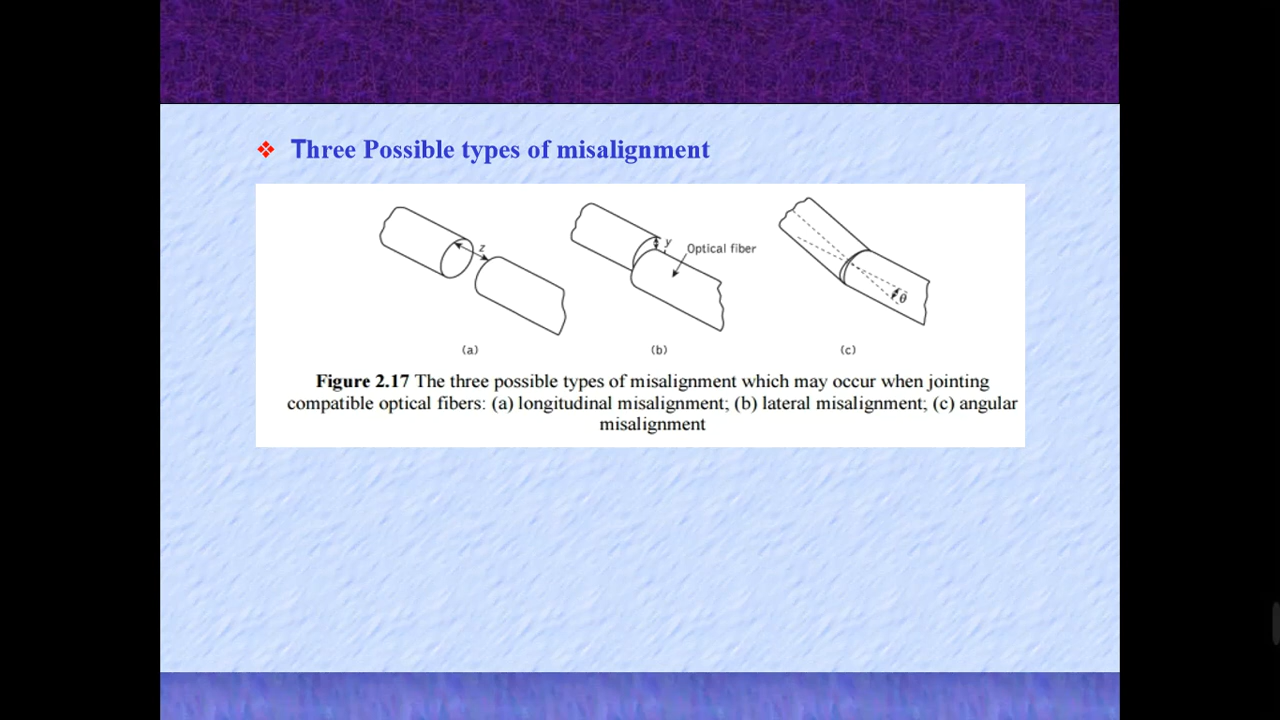 ❖ Three Possible types of misalignment
z
y
Optical fiber
θ
(a)
(b)
(c)
Figure 2.17 The three possible types of misalignment which may occur when jointing
compatible optical fibers: (a) longitudinal misalignment; (b) lateral misalignment; (c) angular
misalignment